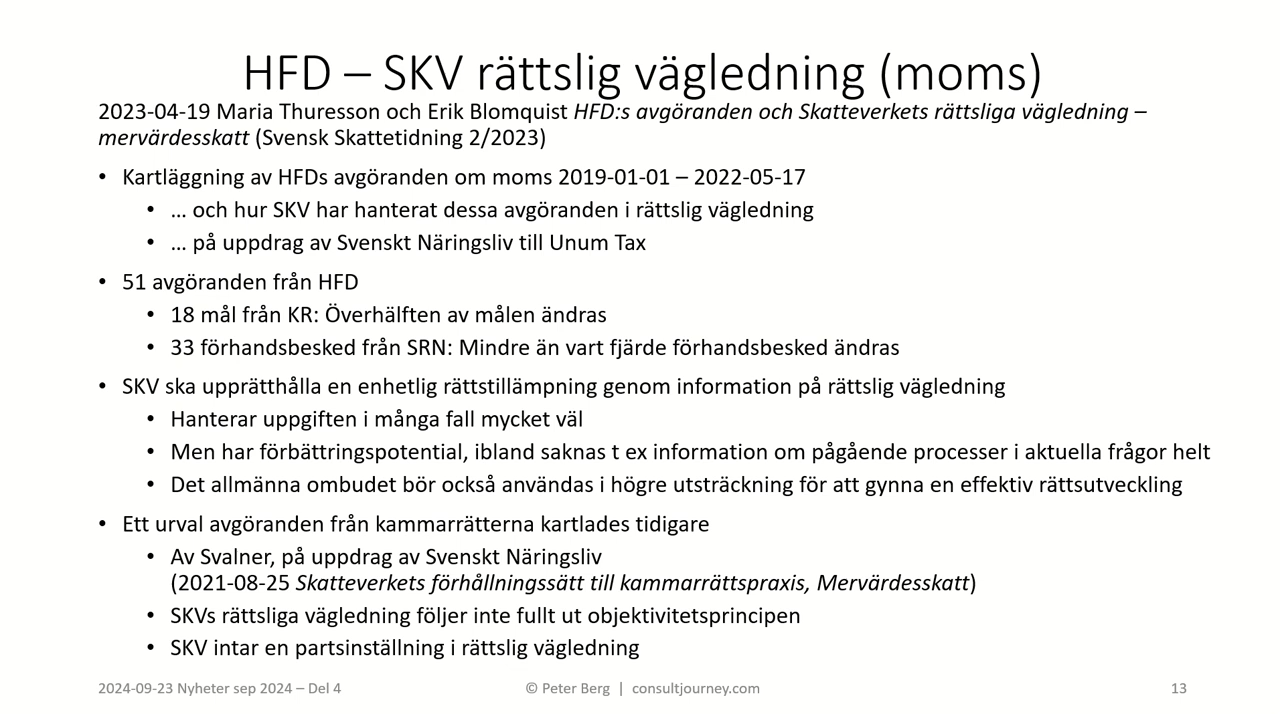 HFD – SKV rättslig vägledning (moms)
2023-04-19 Maria Thuresson och Erik Blomquist HFD:s avgöranden och Skatteverkets rättsliga vägledning –
mervärdesskatt (Svensk Skattetidning 2/2023)
• Kartläggning av HFDs avgöranden om moms 2019-01-01 – 2022-05-17
• … och hur SKV har hanterat dessa avgöranden i rättslig vägledning
• … på uppdrag av Svenskt Näringsliv till Unum Tax
• 51 avgöranden från HFD
• 18 mål från KR: Överhälften av målen ändras
• 33 förhandsbesked från SRN: Mindre än vart fjärde förhandsbesked ändras
• SKV ska upprätthålla en enhetlig rättstillämpning genom information på rättslig vägledning
• Hanterar uppgiften i många fall mycket väl
• Men har förbättringspotential, ibland saknas t ex information om pågående processer i aktuella frågor helt
• Det allmänna ombudet bör också användas i högre utsträckning för att gynna en effektiv rättsutveckling
• Ett urval avgöranden från kammarrätterna kartlades tidigare
• Av Svalner, på uppdrag av Svenskt Näringsliv
(2021-08-25 Skatteverkets förhållningssätt till kammarrättspraxis, Mervärdesskatt)
• SKVs rättsliga vägledning följer inte fullt ut objektivitetsprincipen
• SKV intar en partsinställning i rättslig vägledning
2024-09-23 Nyheter sep 2024 – Del 4
© Peter Berg | consultjourney.com
13